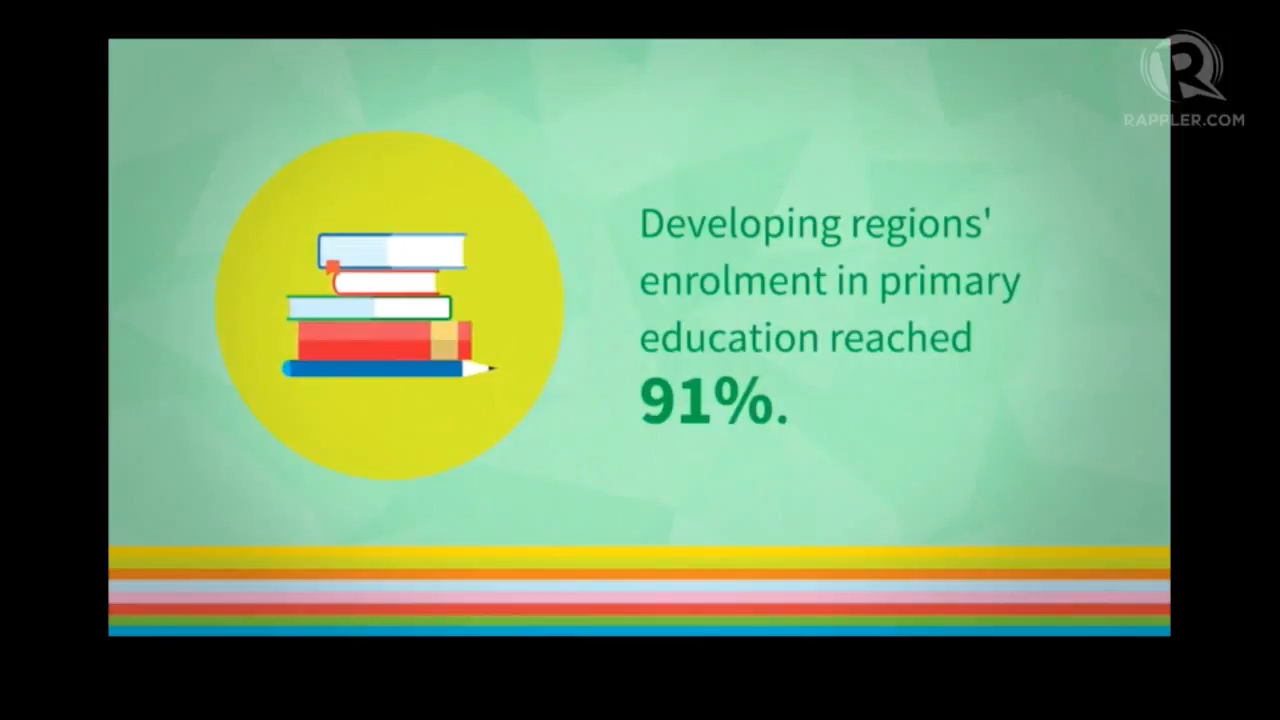 RAPPLER.COM
Developing regions'
enrolment in primary
education reached
91%.